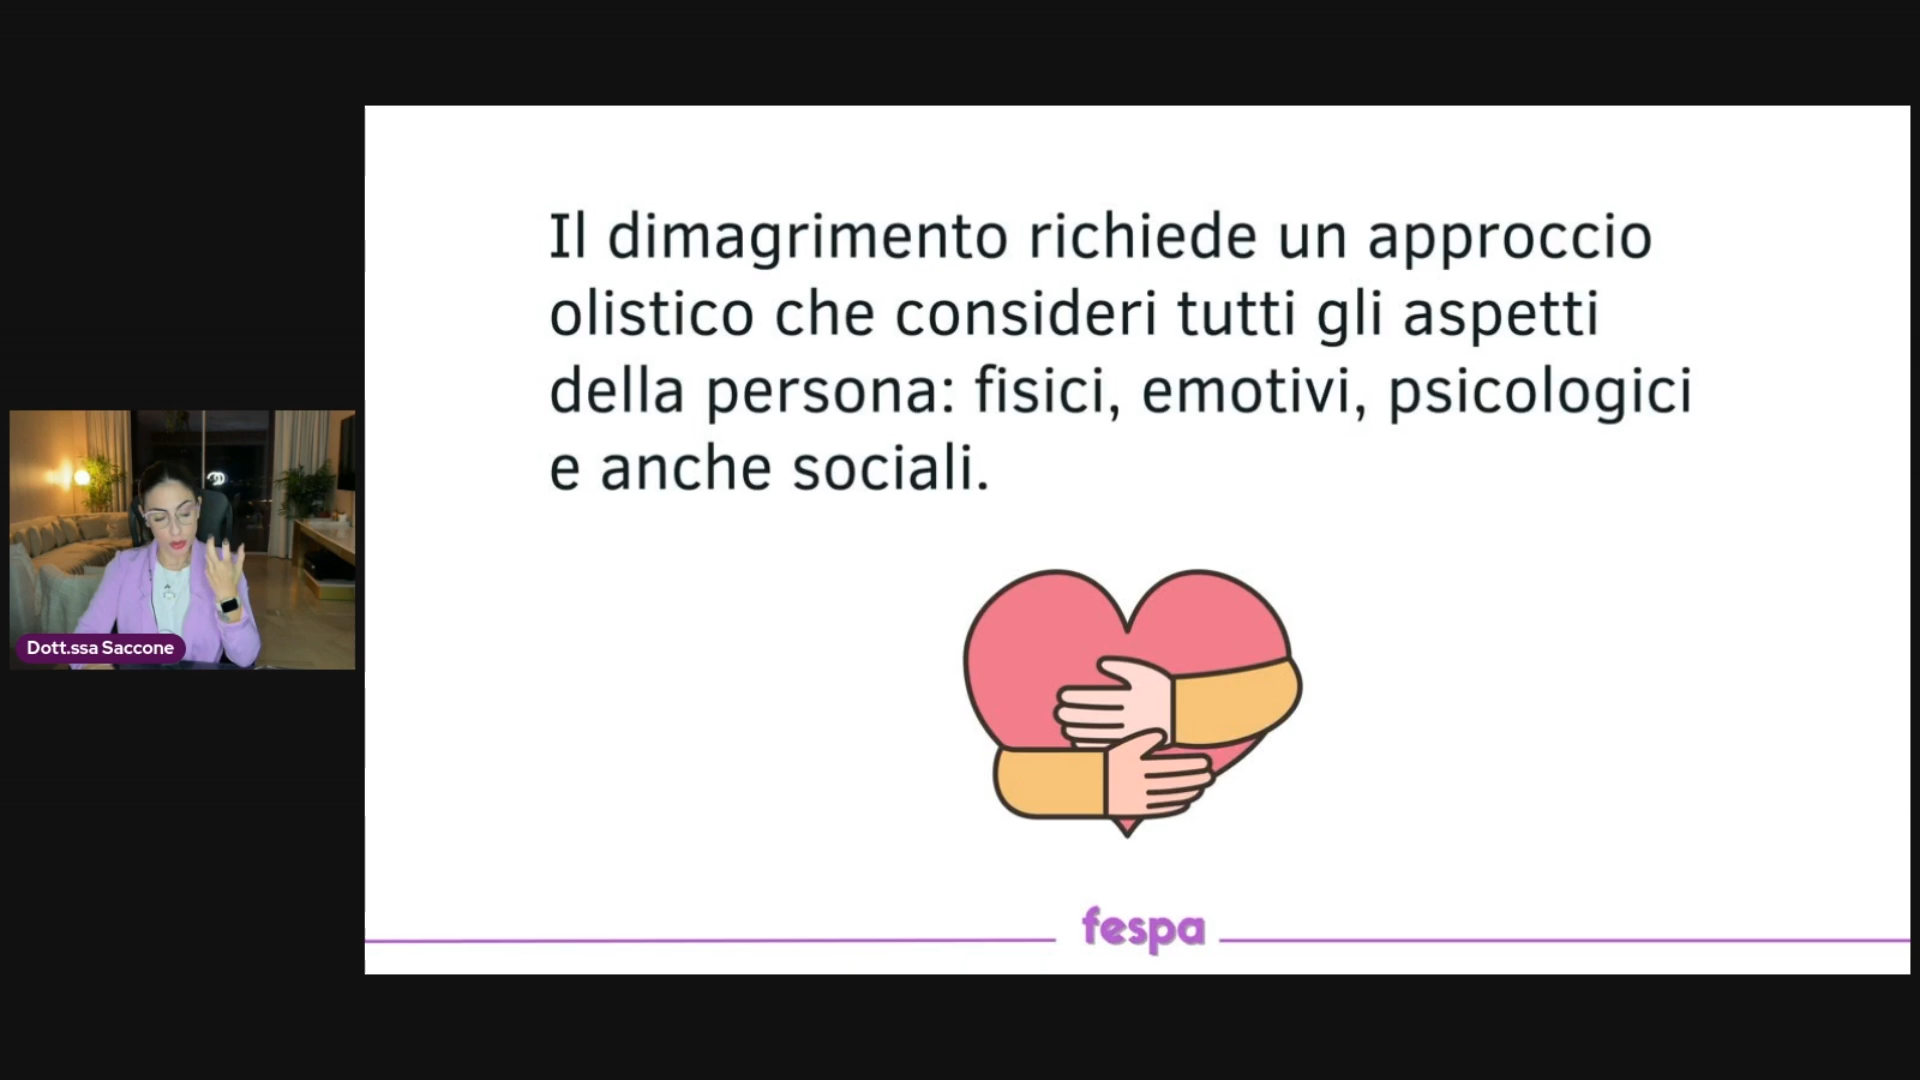 Il dimagrimento richiede un approccio
olistico che consideri tutti gli aspetti
della persona: fisici, emotivi, psicologici
e anche sociali.
Dott.ssa Saccone
fespa